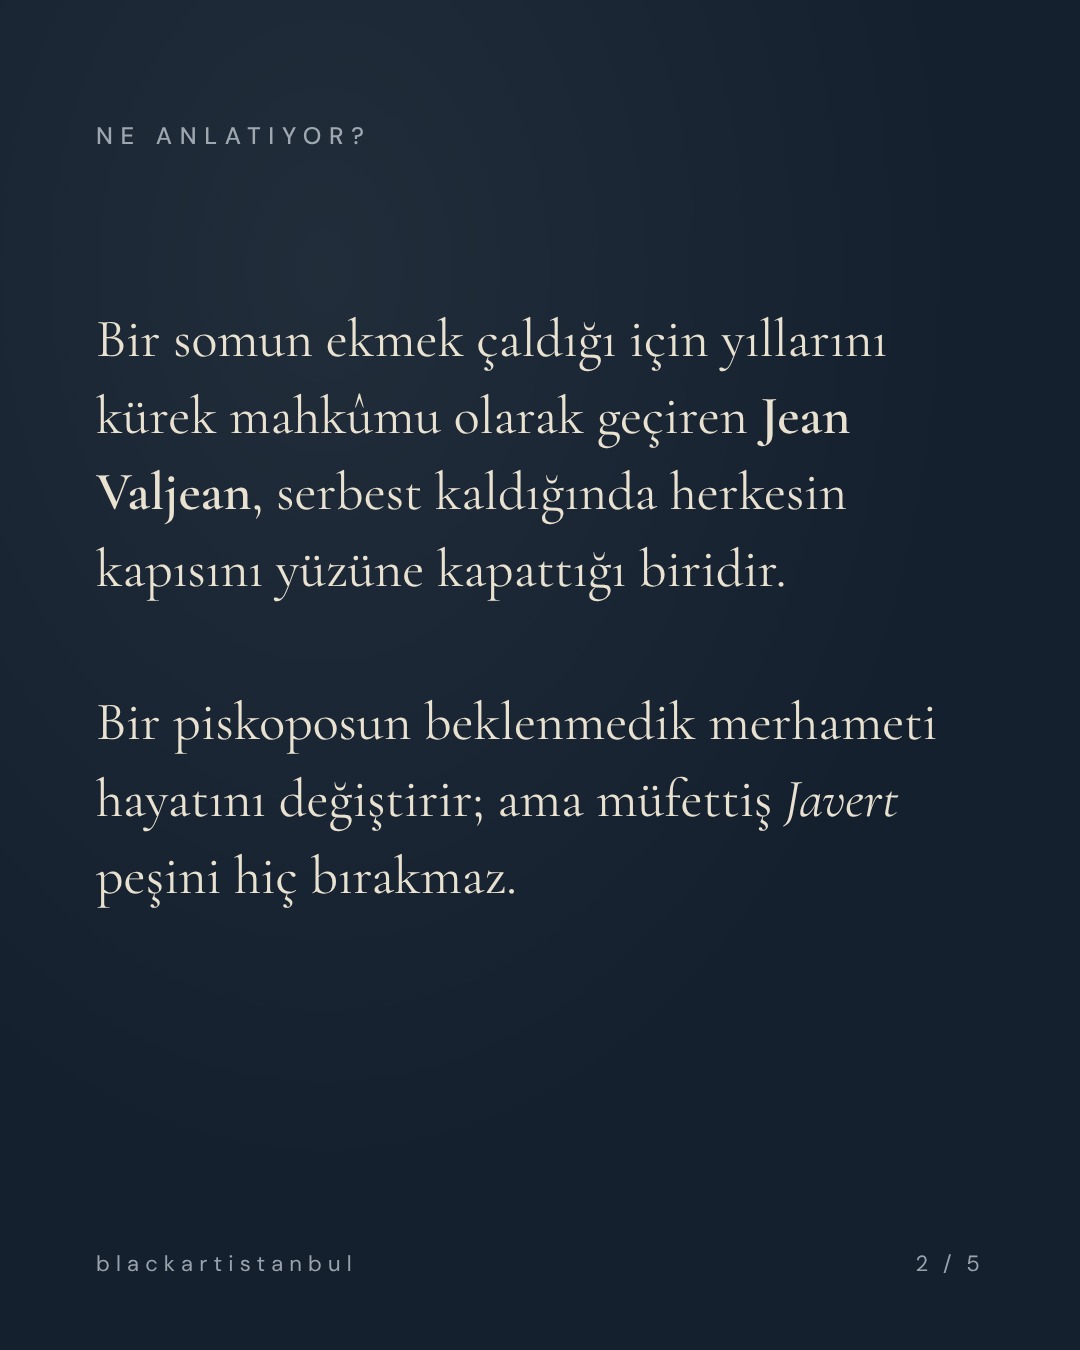 NE ANLATIYOR?
Bir somun ekmek çaldığı için yıllarını
kürek mahkûmu olarak geçiren Jean
Valjean, serbest kaldığında herkesin
kapısını yüzüne kapattığı biridir.
Bir piskoposun beklenmedik merhameti
hayatını değiştirir; ama müfettiş Javert
peşini hiç bırakmaz.
blackartistanbul
2 / 5